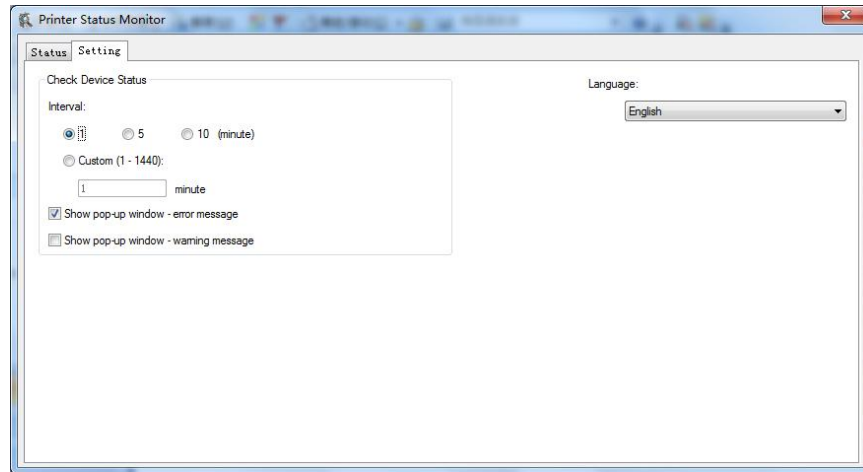 Printer Status Monitor
Status Setting
Check Device Status
Interval:
1 5 10 (minute)
Custom (1 - 1440):
1 minute
Show pop-up window - error message
Show pop-up window - warning message
Language:
English